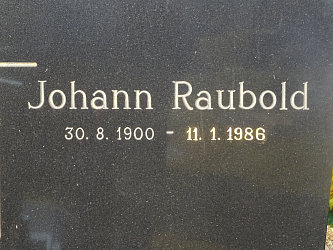 Johann Raubold
30. 8. 1900 - 11. 1. 1986